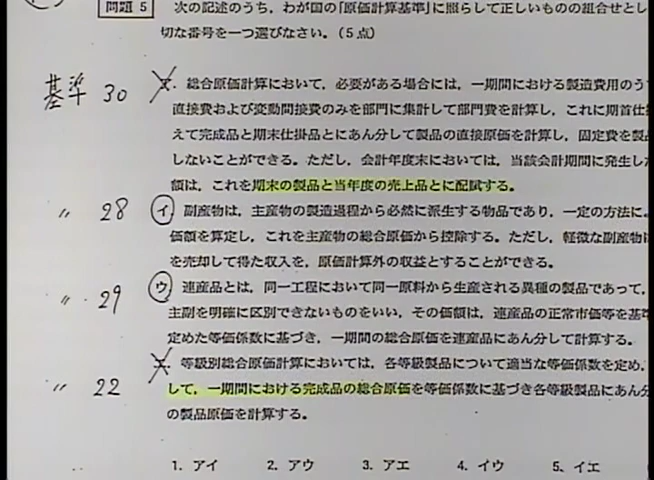 問題 5 次の記述のうち、わが国の「原価計算基準」に照らして正しいものの組合せとし
切な番号を一つ選びなさい。(5点)
基準 30 ア. 総合原価計算において、必要がある場合には、一期間における製造費用のう
直接費および変動間接費のみを部門に集計して部門費を計算し、これに期首仕
えて完成品と期末仕掛品とにあん分して製品の直接原価を計算し、固定費を製
しないことができる。ただし、会計年度末においては、当該会計期間に発生し
額は、これを期末の製品と当年度の売上品とに配賦する。
〃 28 イ 副産物は、主産物の製造過程から必然に派生する物品であり、一定の方法に
価額を算定し、これを主産物の総合原価から控除する。ただし、軽微な副産物
を売却して得た収入を、原価計算外の収益とすることができる。
〃 29 ウ 連産品とは、同一工程において同一原料から生産される異種の製品であって、
主副を明確に区別できないものをいい、その価額は、連産品の正常市価等を基
定めた等価係数に基づき、一期間の総合原価を連産品にあん分して計算する。
〃 22 エ. 等級別総合原価計算においては、各等級製品について適当な等価係数を定め、
して、一期間における完成品の総合原価を等価係数に基づき各等級製品にあん
の製品原価を計算する。
1. アイ 2. アウ 3. アエ 4. イウ 5. イエ